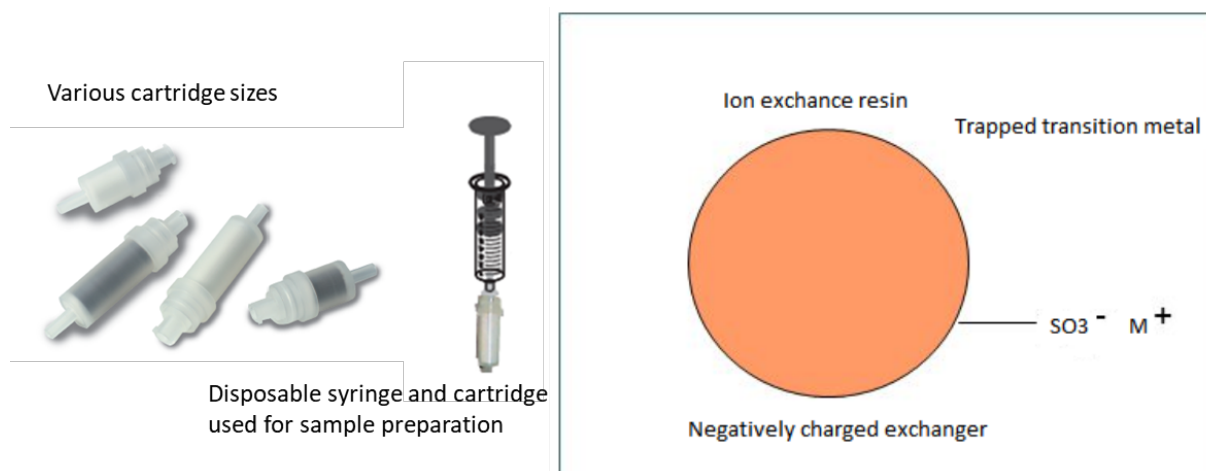 Various cartridge sizes
Disposable syringe and cartridge
used for sample preparation
Ion exchance resin
Trapped transition metal
SO3 - M +
Negatively charged exchanger